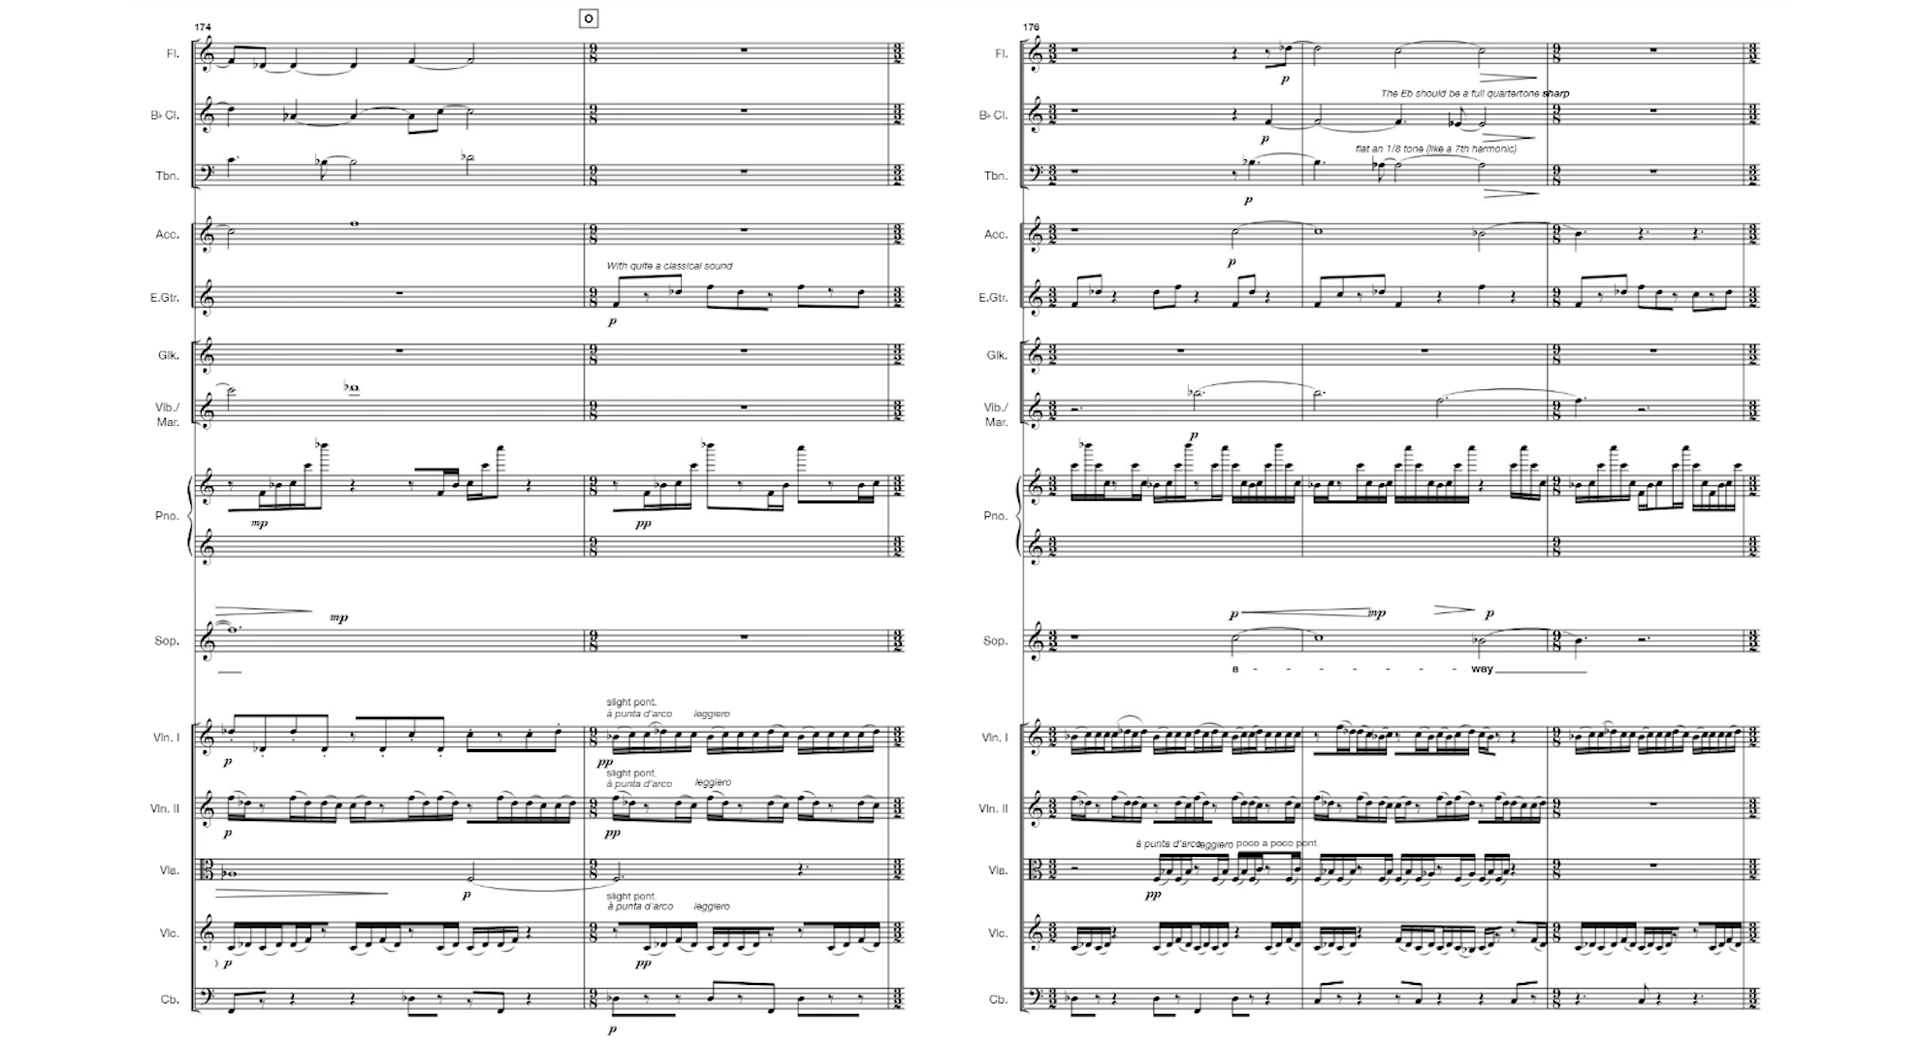 174
O
Fl.
B♭ Cl.
Tbn.
Acc.
With quite a classical sound
E.Gtr.
p
Glk.
Vib./
Mar.
Pno.
mp
pp
mp
Sop.
slight pont.
à punta d'arco leggiero
Vln. I
p
pp
slight pont.
à punta d'arco leggiero
Vln. II
p
pp
Vla.
p
slight pont.
à punta d'arco leggiero
Vlc.
p
pp
Cb.
p
176
Fl.
p
The Eb should be a full quartertone sharp
B♭ Cl.
p
flat an 1/8 tone (like a 7th harmonic)
Tbn.
p
Acc.
p
E.Gtr.
Glk.
Vib./
Mar.
p
Pno.
p mp p
Sop.
a - - - - - way
Vln. I
Vln. II
à punta d'arco leggiero poco a poco pont.
Vla.
pp
Vlc.
Cb.